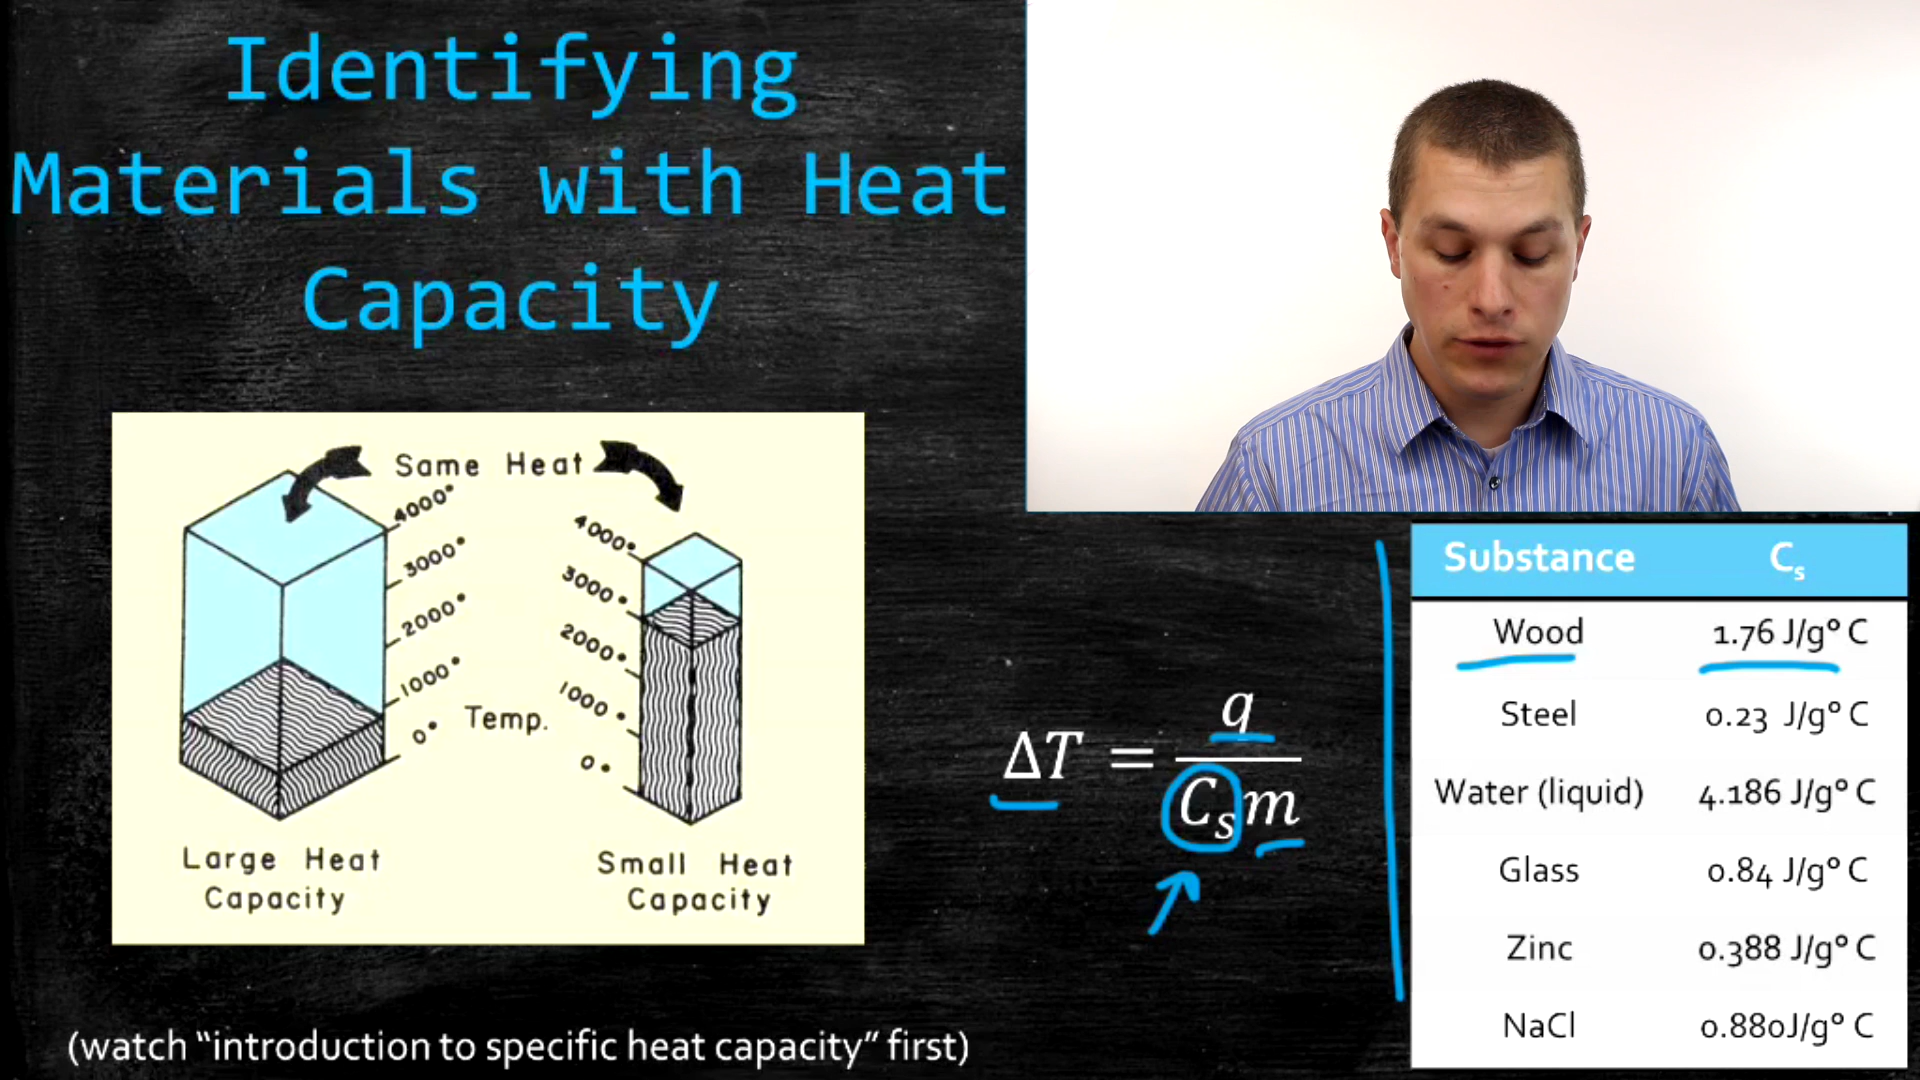 Identifying
Materials with Heat
Capacity
Same Heat
4000°
3000°
2000°
1000°
0°
Temp.
4000°
3000°
2000°
1000°
0°
Large Heat
Capacity
Small Heat
Capacity
ΔT = q / C_s m
Substance C_s
Wood 1.76 J/g° C
Steel 0.23 J/g° C
Water (liquid) 4.186 J/g° C
Glass 0.84 J/g° C
Zinc 0.388 J/g° C
NaCl 0.880J/g° C
(watch “introduction to specific heat capacity” first)